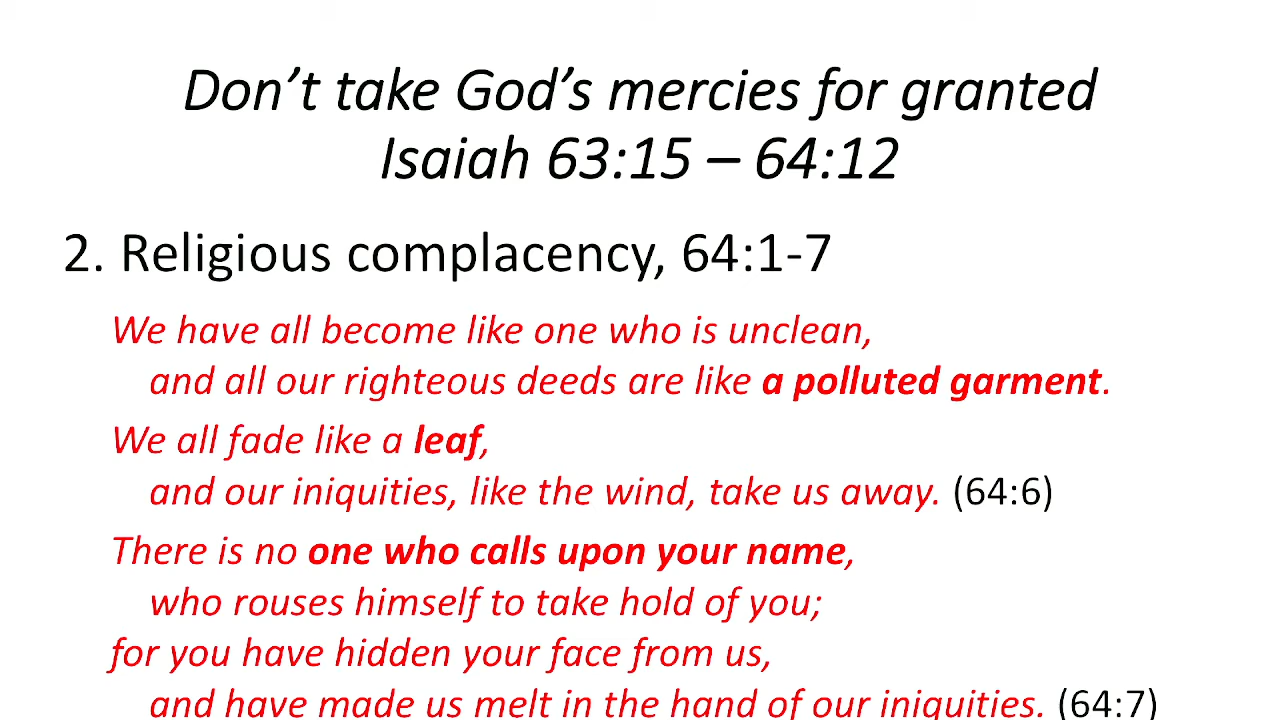 Don’t take God’s mercies for granted
Isaiah 63:15 – 64:12
2. Religious complacency, 64:1-7
We have all become like one who is unclean,
and all our righteous deeds are like a polluted garment.
We all fade like a leaf,
and our iniquities, like the wind, take us away. (64:6)
There is no one who calls upon your name,
who rouses himself to take hold of you;
for you have hidden your face from us,
and have made us melt in the hand of our iniquities. (64:7)